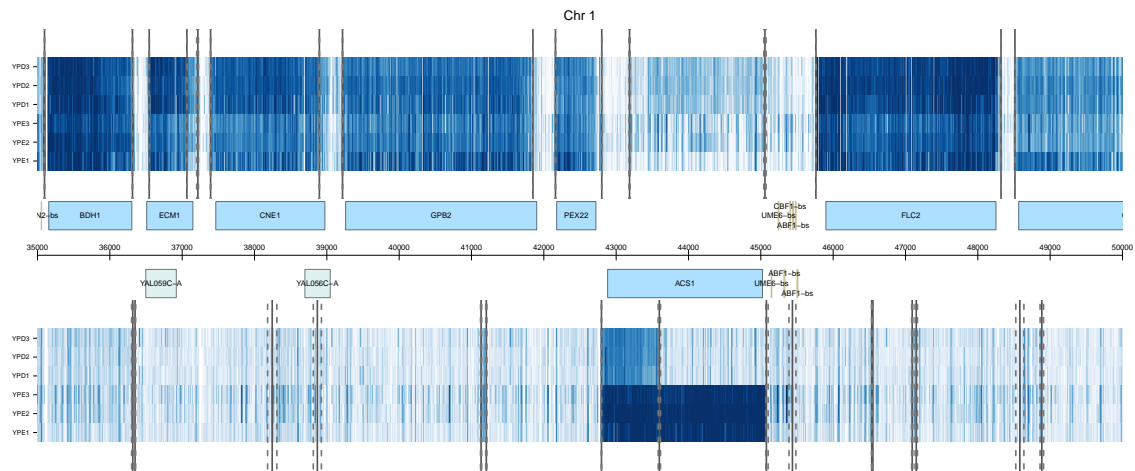 Chr 1
YPD3
YPD2
YPD1
YPE3
YPE2
YPE1
N2−bs BDH1 ECM1 CNE1 GPB2 PEX22 UME6−bs CBF1−bs ABF1−bs FLC2
35000 36000 37000 38000 39000 40000 41000 42000 43000 44000 45000 46000 47000 48000 49000 50000
YAL059C−A YAL056C−A ACS1 UME6−bs ABF1−bs ABF1−bs
YPD3
YPD2
YPD1
YPE3
YPE2
YPE1